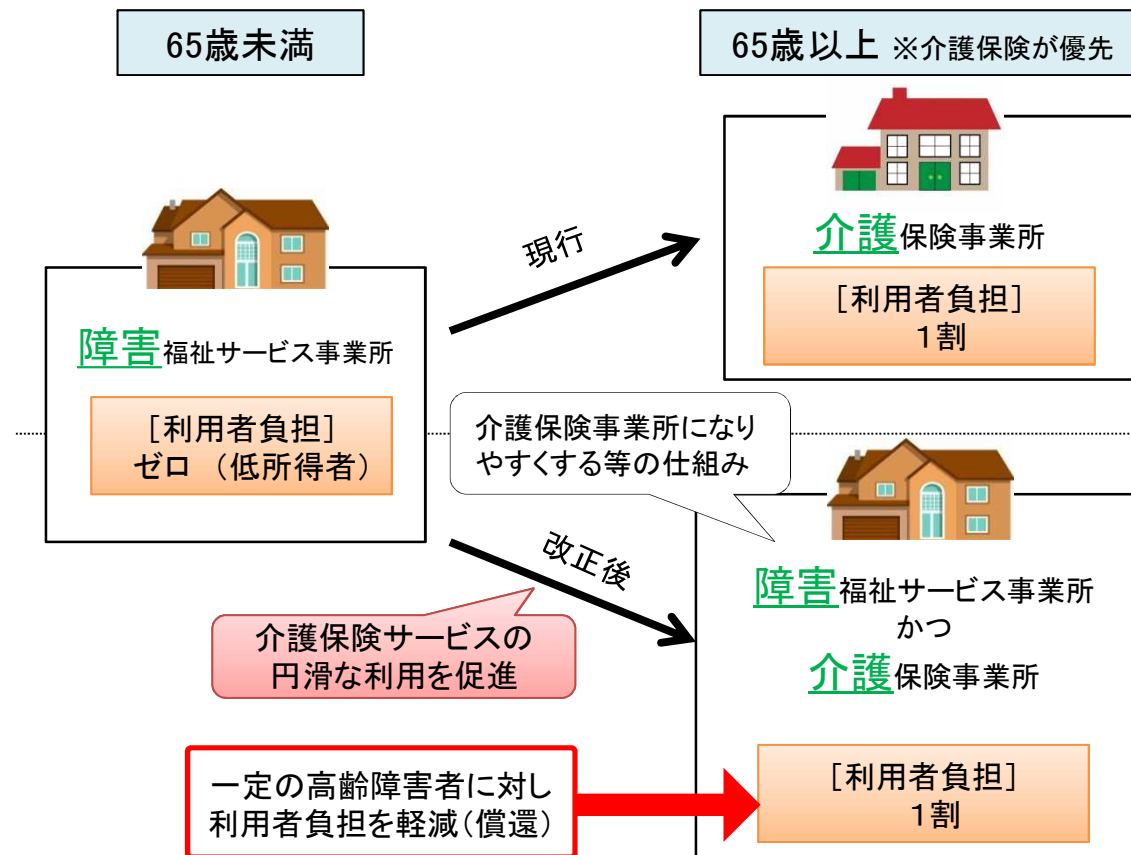 65歳未満
65歳以上 ※介護保険が優先
現行
介護保険事業所
[利用者負担]
1割
障害福祉サービス事業所
[利用者負担]
ゼロ (低所得者)
介護保険事業所になり
やすくする等の仕組み
改正後
介護保険サービスの
円滑な利用を促進
障害福祉サービス事業所
かつ
介護保険事業所
一定の高齢障害者に対し
利用者負担を軽減(償還)
[利用者負担]
1割